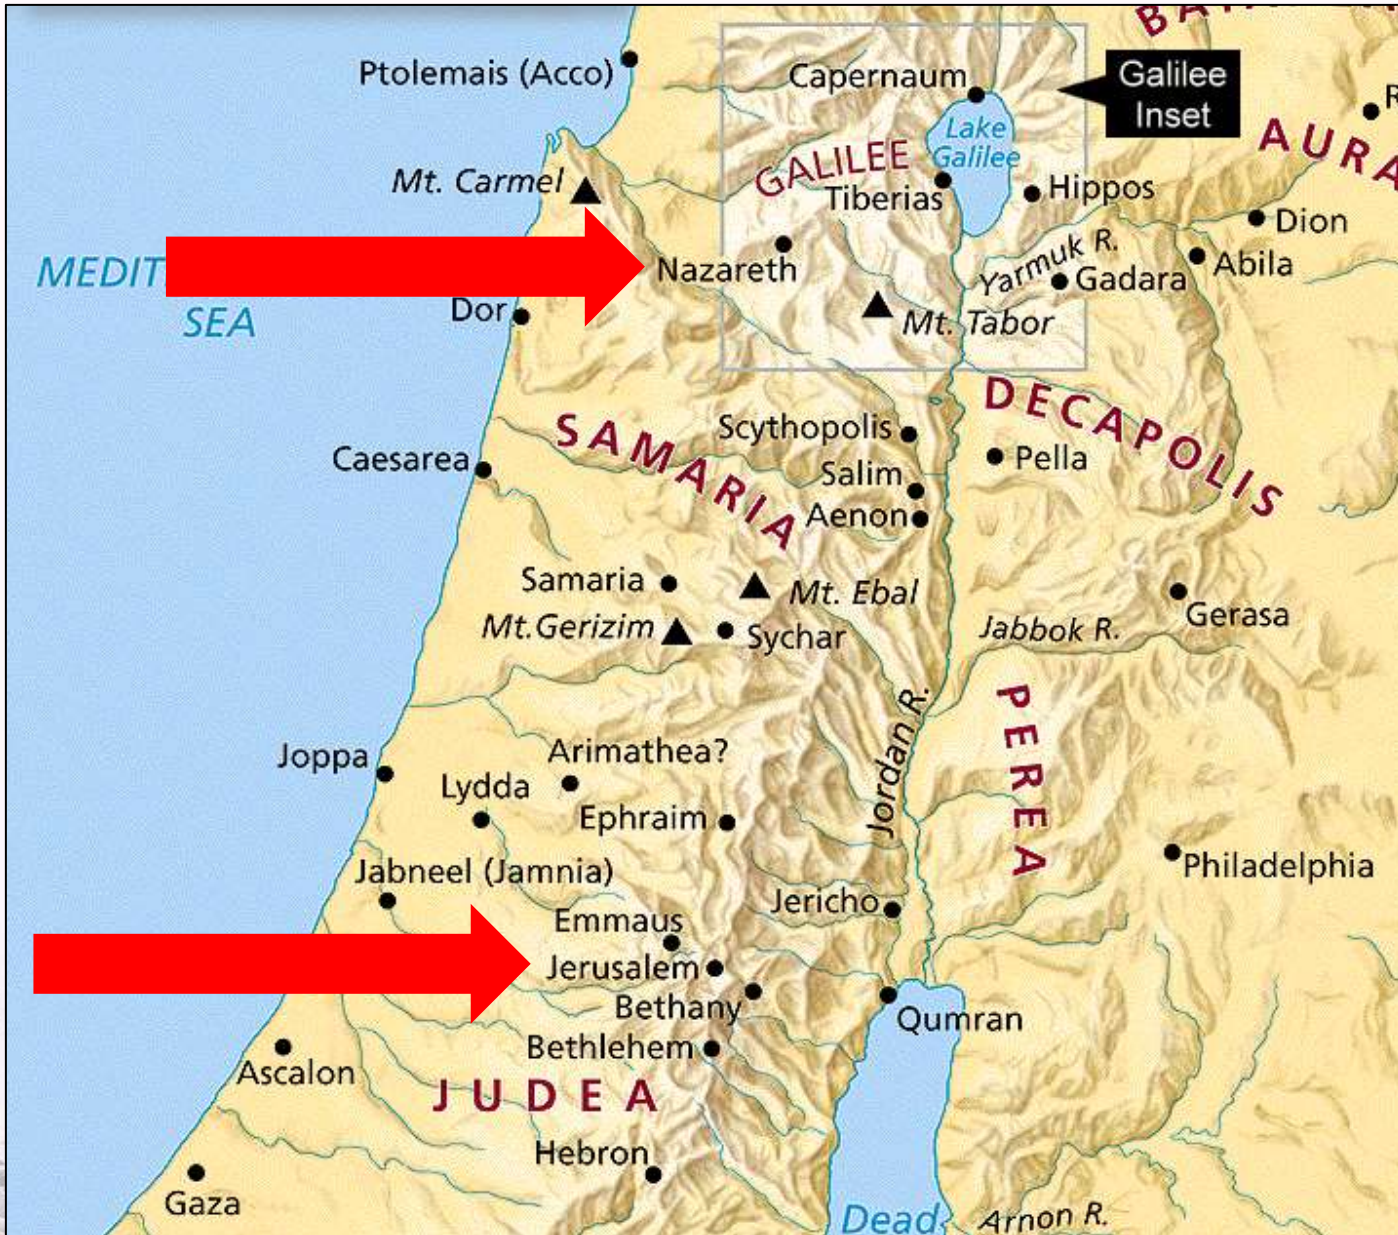 BATA
Ptolemais (Acco)
Capernaum
Galilee
Inset
R
Lake
Galilee
AURA
GALILEE
Mt. Carmel
Tiberias
Hippos
Dion
Yarmuk R.
Abila
MEDIT
SEA
Nazareth
Gadara
Dor
Mt. Tabor
DECAPOLIS
SAMARIA
Scythopolis
Caesarea
Pella
Salim
Aenon
Samaria
Mt. Ebal
Gerasa
Mt.Gerizim
Sychar
Jabbok R.
Jordan R.
PEREA
Joppa
Arimathea?
Lydda
Ephraim
Philadelphia
Jabneel (Jamnia)
Jericho
Emmaus
Jerusalem
Bethany
Qumran
Bethlehem
Ascalon
JUDEA
Hebron
Gaza
Dead
Arnon R.